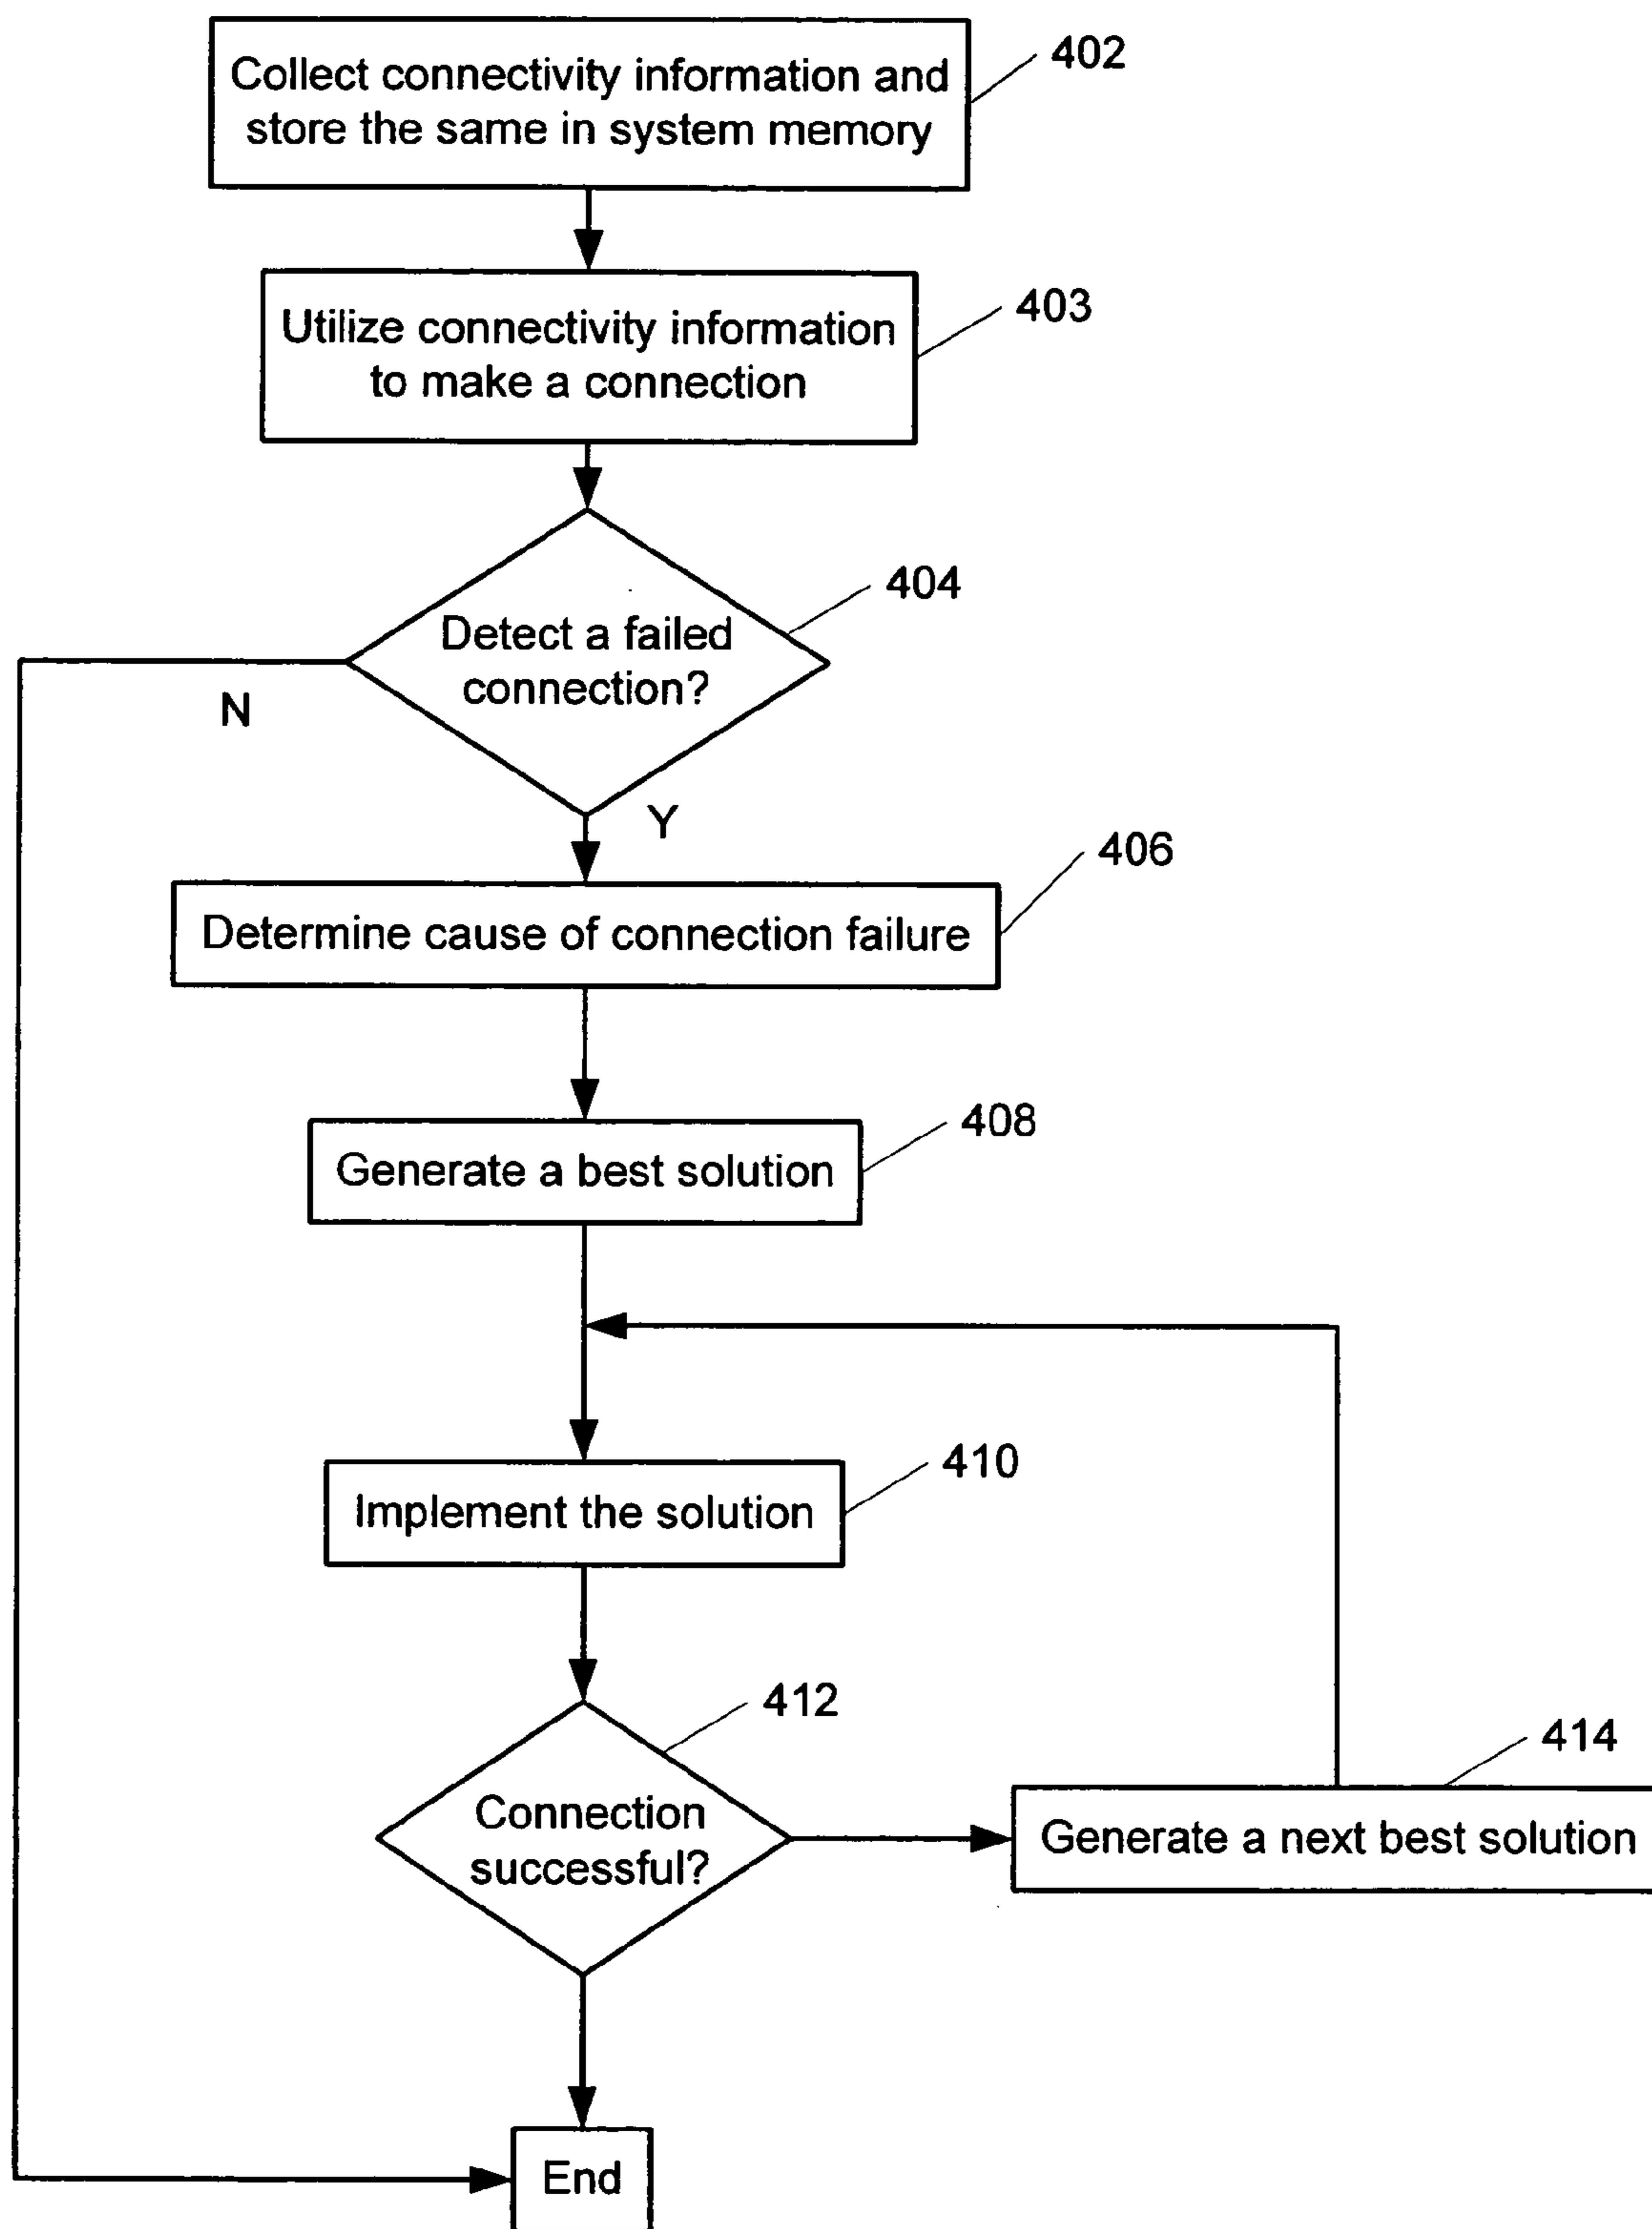 402
Collect connectivity information and
store the same in system memory
403
Utilize connectivity information
to make a connection
404
Detect a failed
connection?
N
Y
406
Determine cause of connection failure
408
Generate a best solution
410
Implement the solution
412
Connection
successful?
414
Generate a next best solution
End